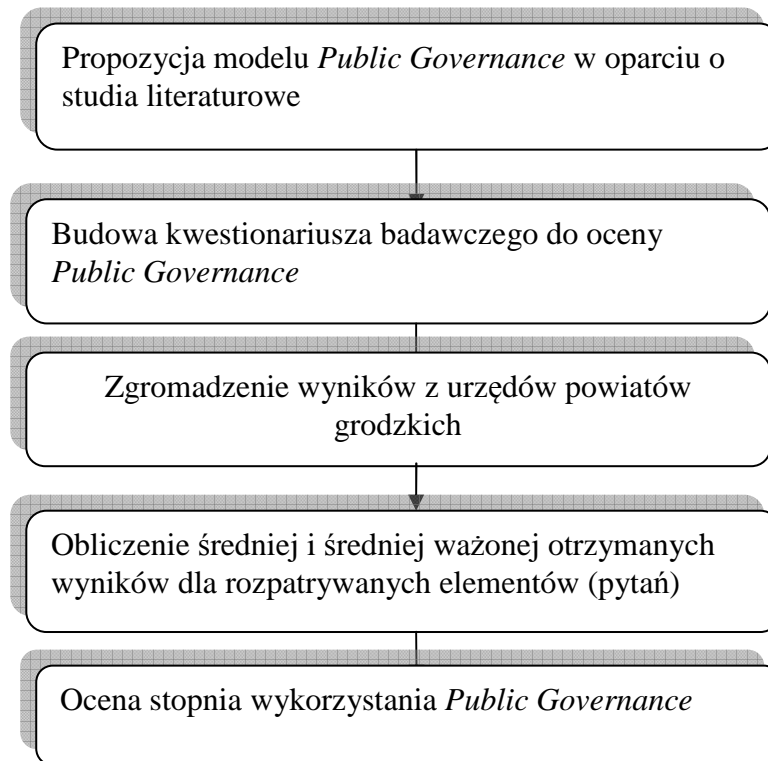 Propozycja modelu Public Governance w oparciu o
studia literaturowe
Budowa kwestionariusza badawczego do oceny
Public Governance
Zgromadzenie wyników z urzędów powiatów
grodzkich
Obliczenie średniej i średniej ważonej otrzymanych
wyników dla rozpatrywanych elementów (pytań)
Ocena stopnia wykorzystania Public Governance